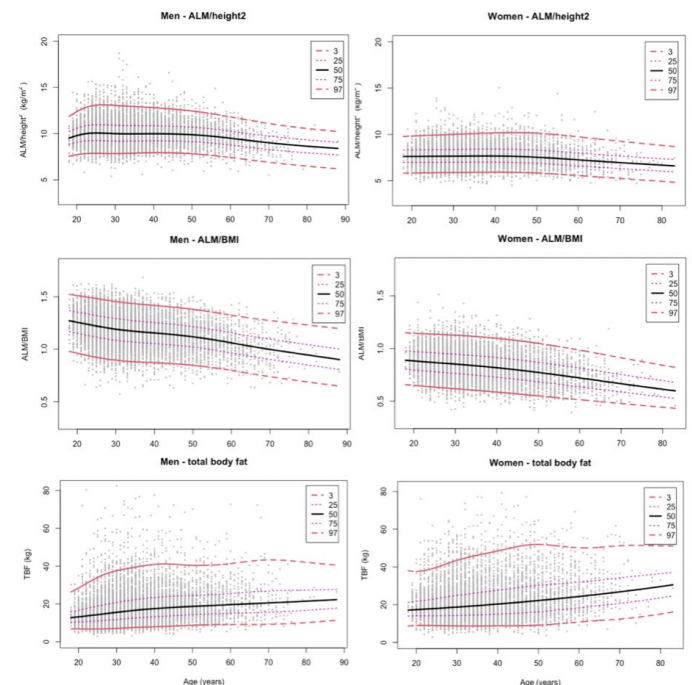 Men - ALM/height2
Women - ALM/height2
ALM/height² (kg/m²)
20
15
10
5
3
25
50
75
97
20 30 40 50 60 70 80 90
ALM/height² (kg/m²)
20
15
10
5
3
25
50
75
97
20 30 40 50 60 70 80
Men - ALM/BMI
Women - ALM/BMI
ALM/BMI
1.5
1.0
0.5
3
25
50
75
97
20 30 40 50 60 70 80 90
ALM/BMI
1.5
1.0
0.5
3
25
50
75
97
20 30 40 50 60 70 80
Men - total body fat
Women - total body fat
TBF (kg)
80
60
40
20
0
3
25
50
75
97
20 30 40 50 60 70 80 90
Age (years)
TBF (kg)
80
60
40
20
0
3
25
50
75
97
20 30 40 50 60 70 80
Age (years)